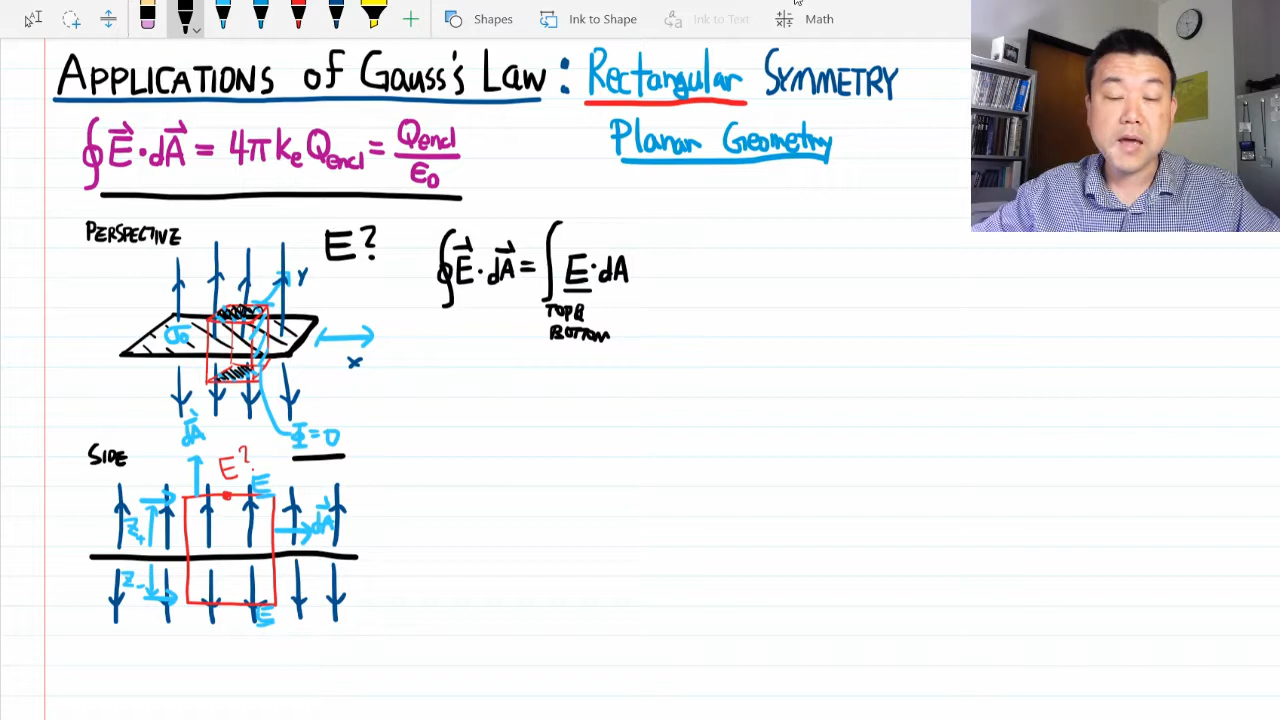 Shapes
Ink to Shape
Ink to Text
Math
APPLICATIONS of Gauss's Law : Rectangular SYMMETRY
Planar Geometry
∮E⃗·dA⃗ = 4πkₑQencl = Qencl/ε₀
PERSPECTIVE
E?
∮E⃗·dA⃗ = ∫ E·dA
TOP &
BOTTOM
Y
σ₀
x
dA⃗
Φ=0
SIDE
E?
E
Z₊
dA⃗
Z₋
E